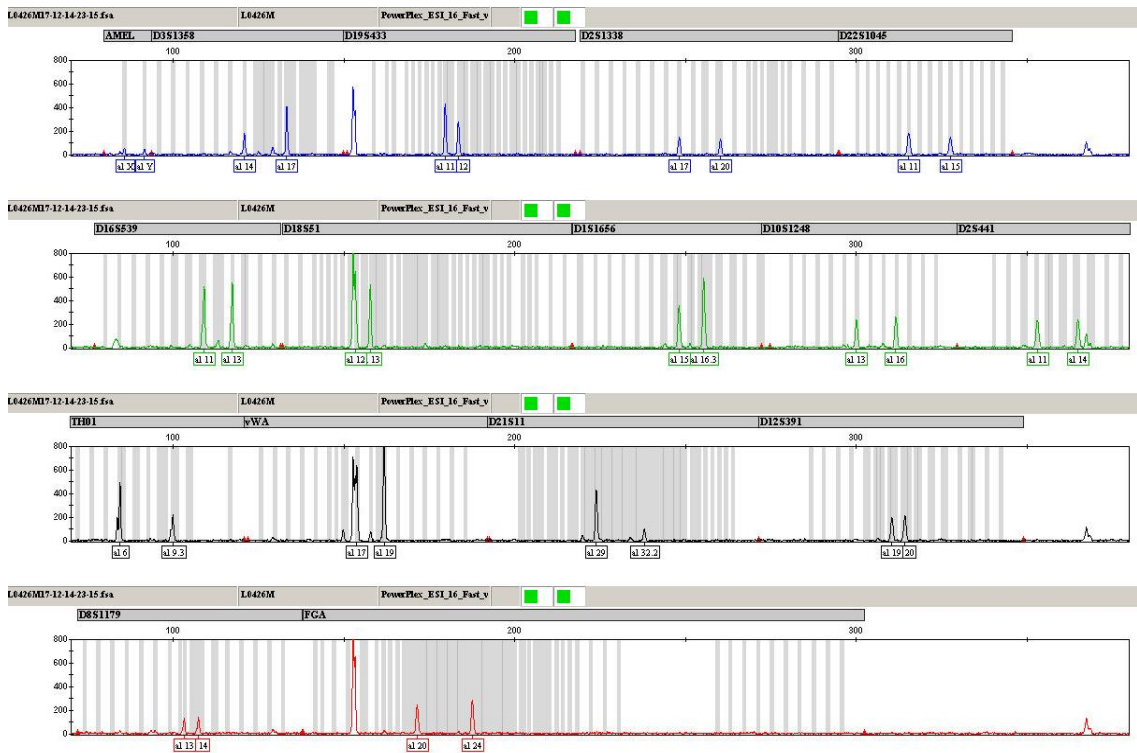 L0426M17-12-14-23-15.fsa L0426M PowerPlex_ESI_16_Fast_v
AMEL D3S1358 D19S433 D2S1338 D22S1045
100 200 300
800
600
400
200
0
al X al Y al 14 al 17 al 11 12 al 17 al 20 al 11 al 15
L0426M17-12-14-23-15.fsa L0426M PowerPlex_ESI_16_Fast_v
D16S539 D18S51 D1S1656 D10S1248 D2S441
100 200 300
800
600
400
200
0
al 11 al 13 al 12 13 al 15 al 16.3 al 13 al 16 al 11 al 14
L0426M17-12-14-23-15.fsa L0426M PowerPlex_ESI_16_Fast_v
TH01 vWA D21S11 D12S391
100 200 300
800
600
400
200
0
al 6 al 9.3 al 17 al 19 al 29 al 32.2 al 19 20
L0426M17-12-14-23-15.fsa L0426M PowerPlex_ESI_16_Fast_v
D8S1179 FGA
100 200 300
800
600
400
200
0
al 13 14 al 20 al 24